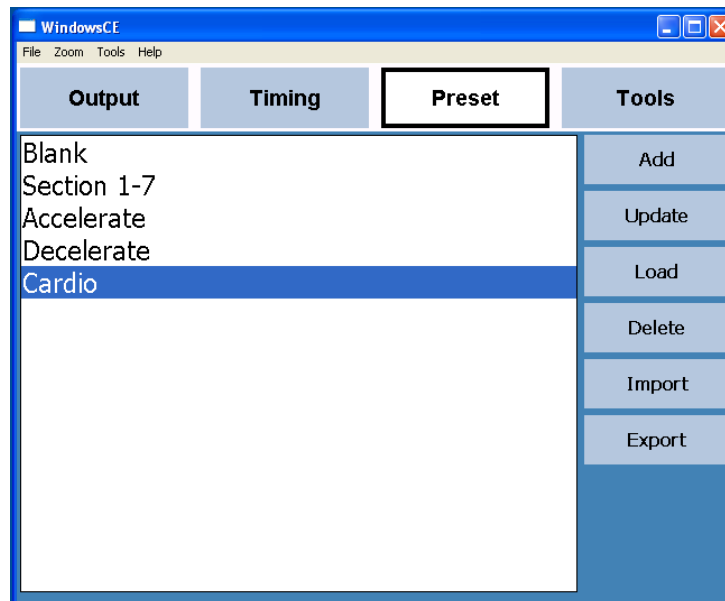 WindowsCE
File Zoom Tools Help
Output Timing Preset Tools
Blank
Section 1-7
Accelerate
Decelerate
Cardio
Add
Update
Load
Delete
Import
Export